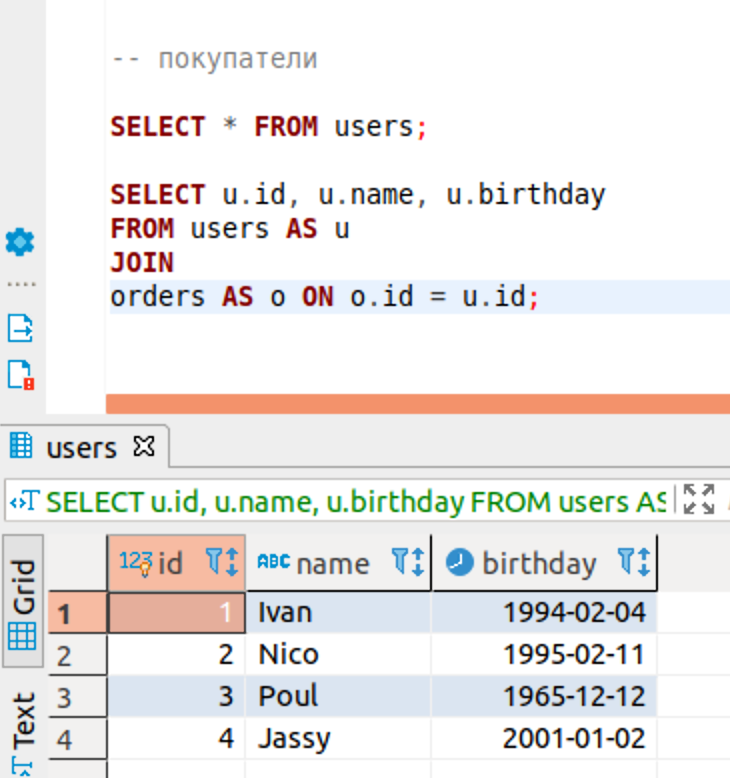 -- покупатели
SELECT * FROM users;
SELECT u.id, u.name, u.birthday
FROM users AS u
JOIN
orders AS o ON o.id = u.id;
users
SELECT u.id, u.name, u.birthday FROM users AS
Grid
Text
123 id ABC name birthday
1 1 Ivan 1994-02-04
2 2 Nico 1995-02-11
3 3 Poul 1965-12-12
4 4 Jassy 2001-01-02